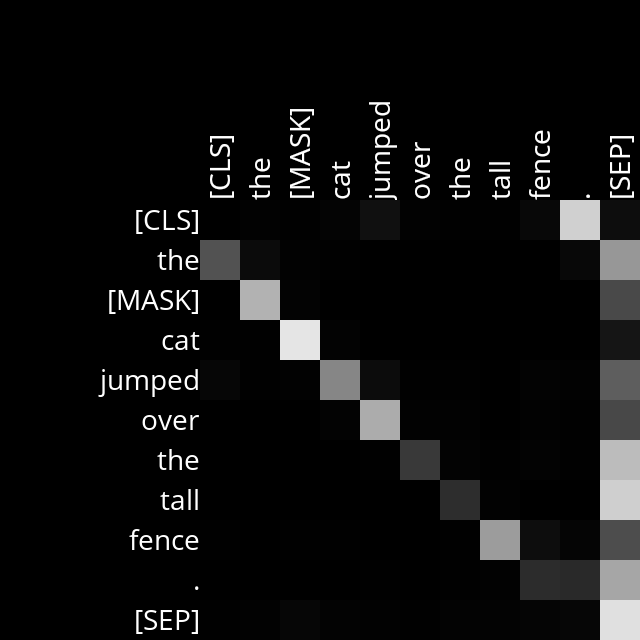 [CLS] the [MASK] cat jumped over the tall fence . [SEP]
[CLS]
the
[MASK]
cat
jumped
over
the
tall
fence
.
[SEP]